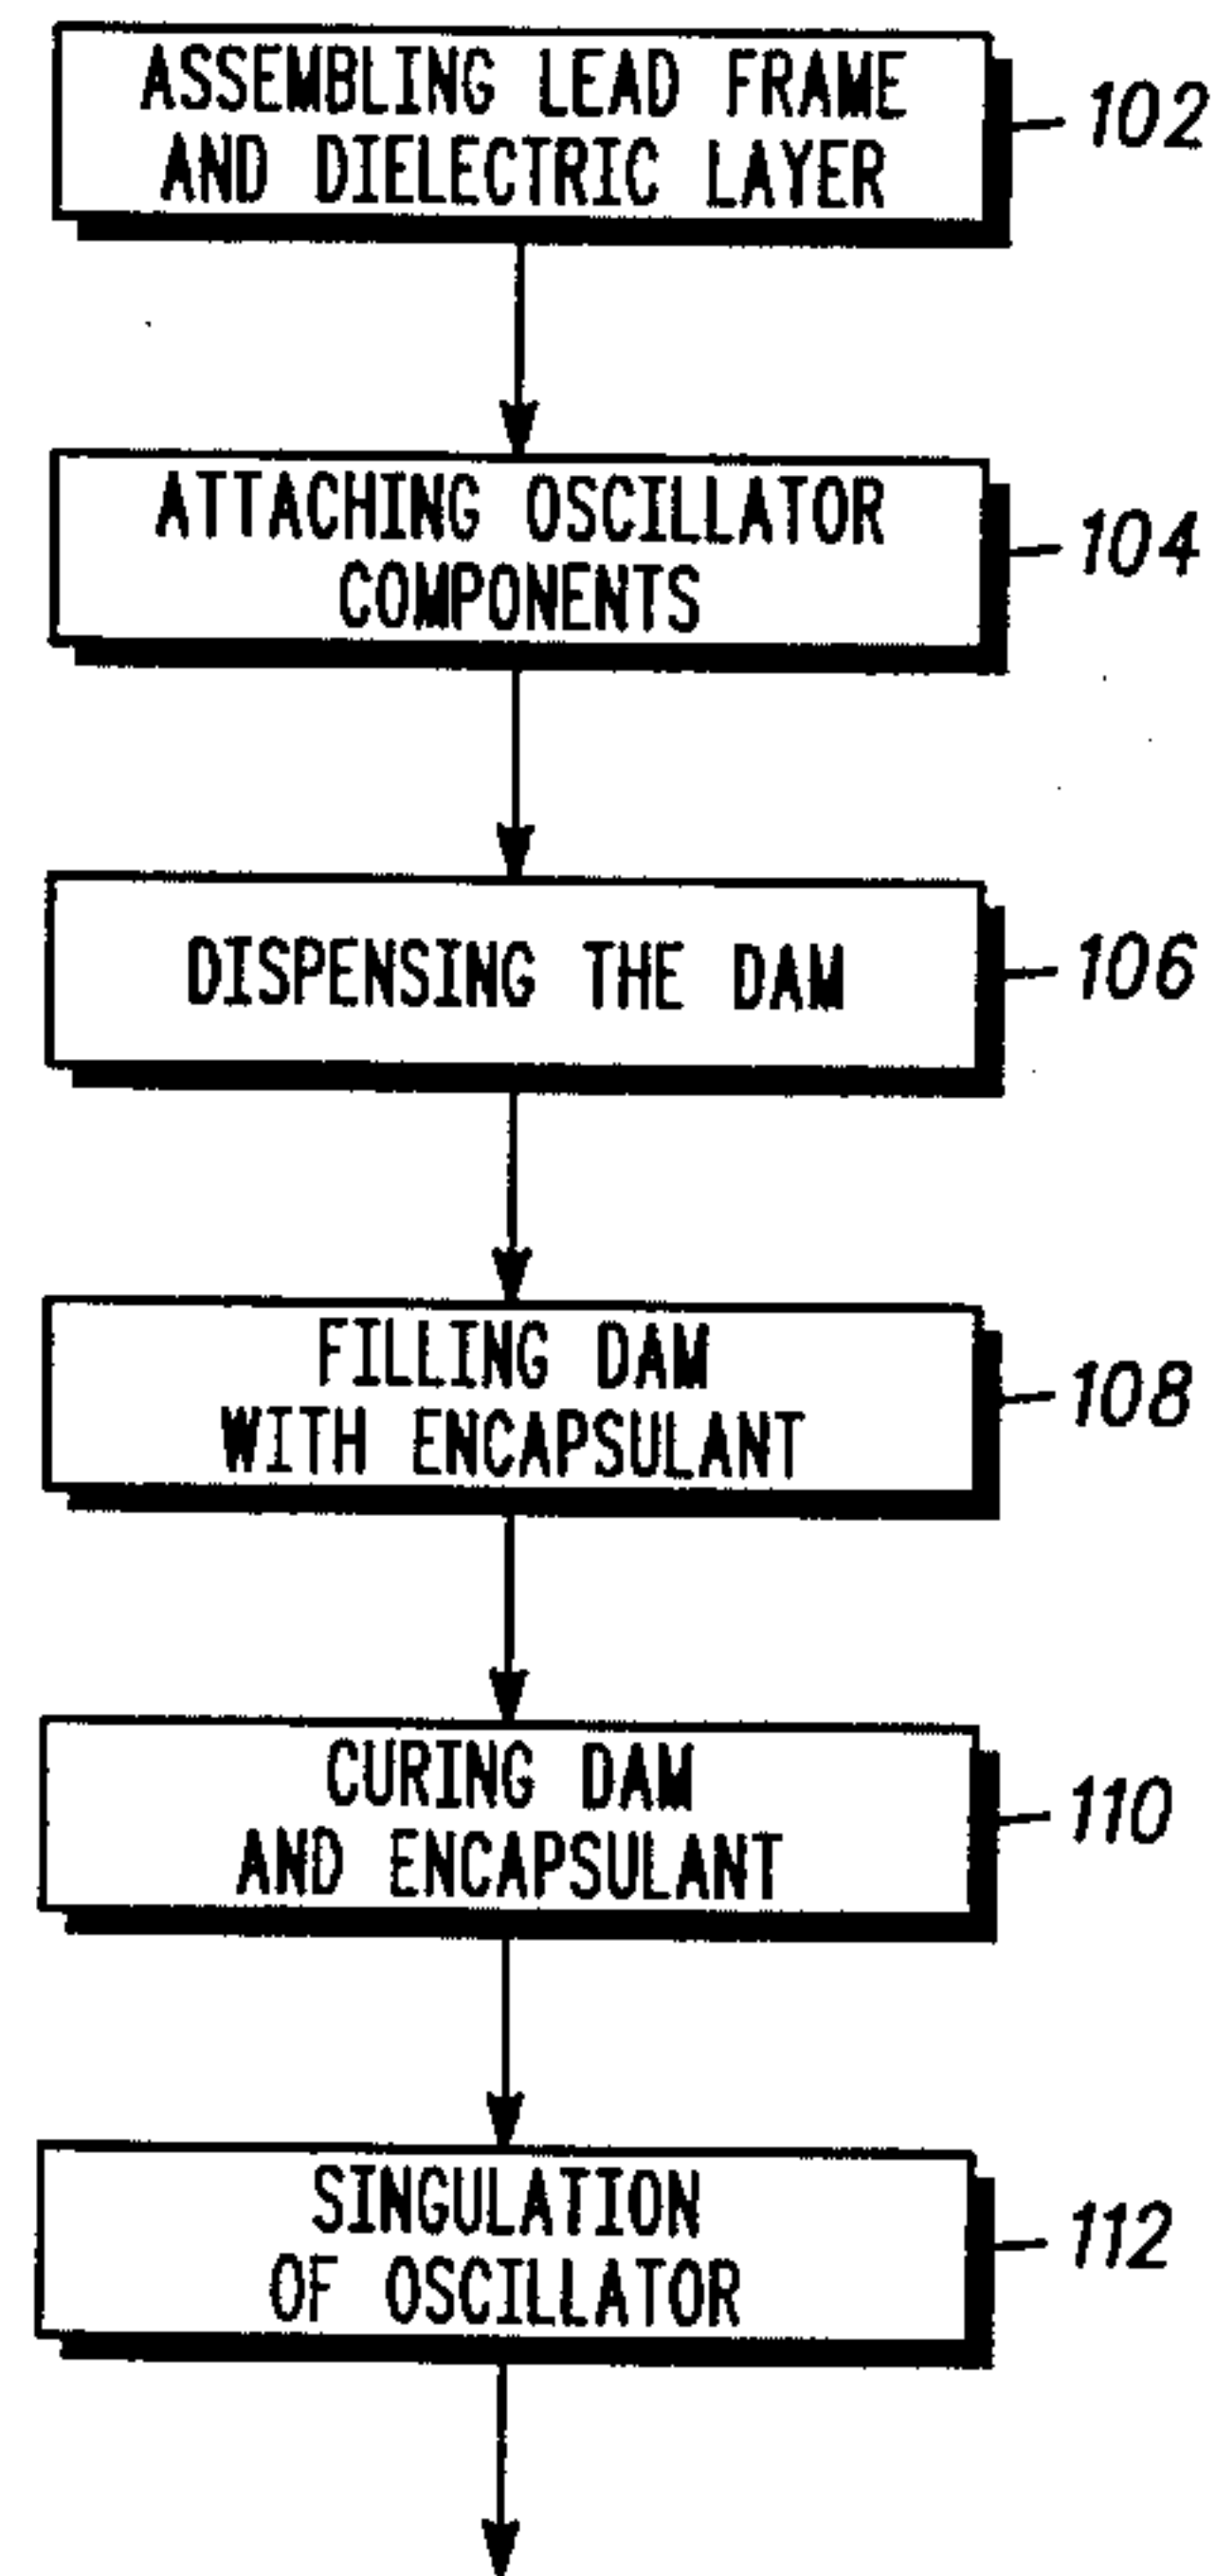 ASSEMBLING LEAD FRAME
AND DIELECTRIC LAYER
102
ATTACHING OSCILLATOR
COMPONENTS
104
DISPENSING THE DAM
106
FILLING DAM
WITH ENCAPSULANT
108
CURING DAM
AND ENCAPSULANT
110
SINGULATION
OF OSCILLATOR
112